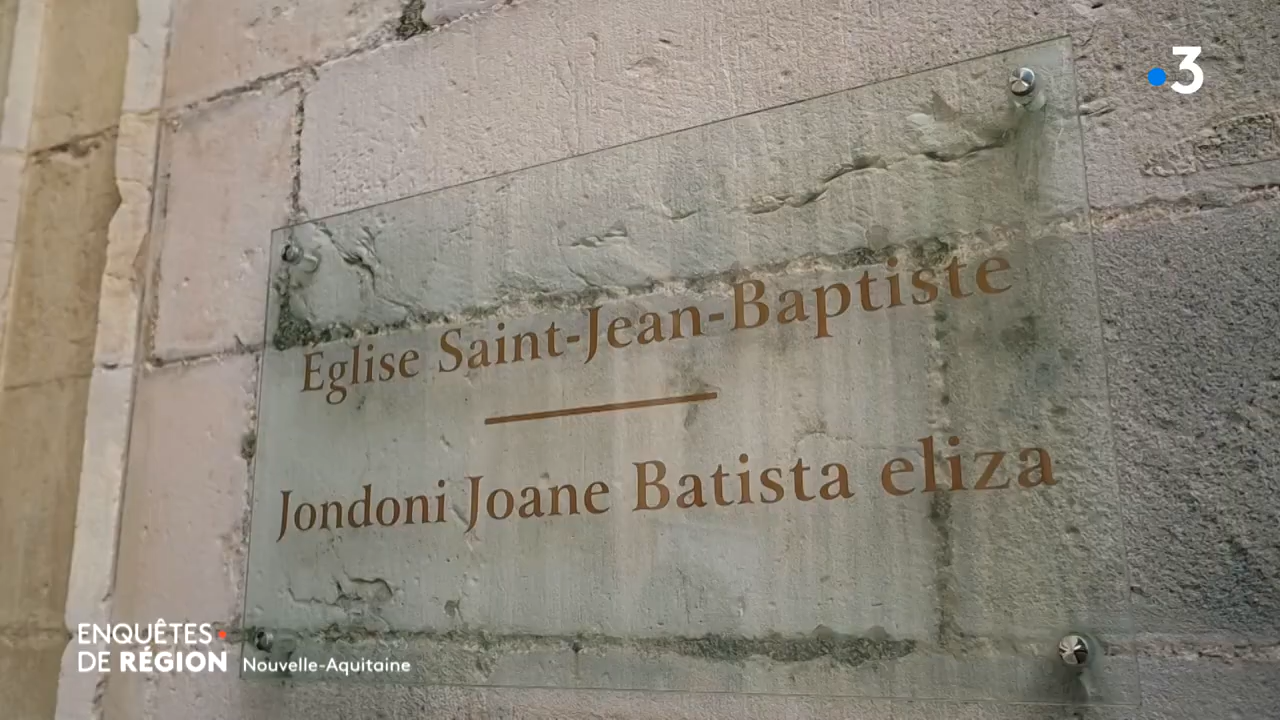 3
Eglise Saint-Jean-Baptiste
Jondoni Joane Batista eliza
ENQUÊTES
DE RÉGION Nouvelle-Aquitaine